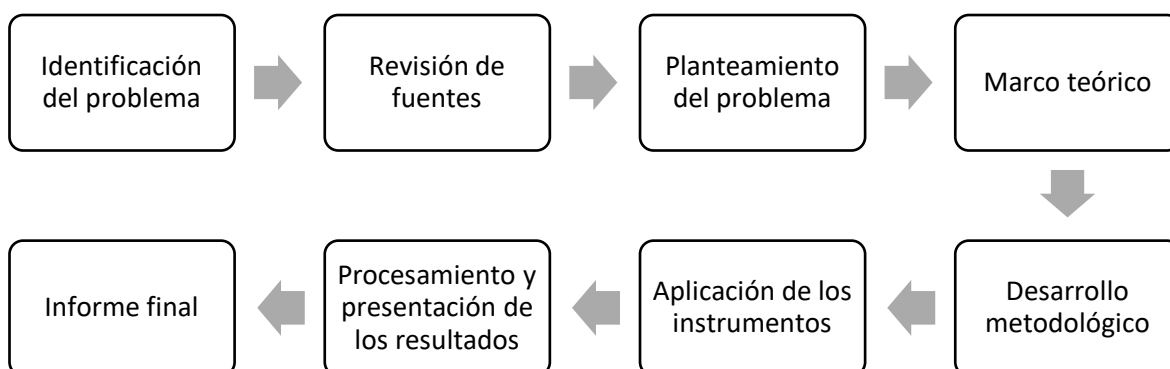 Identificación
del problema
Revisión de
fuentes
Planteamiento
del problema
Marco teórico
Desarrollo
metodológico
Aplicación de los
instrumentos
Procesamiento y
presentación de
los resultados
Informe final